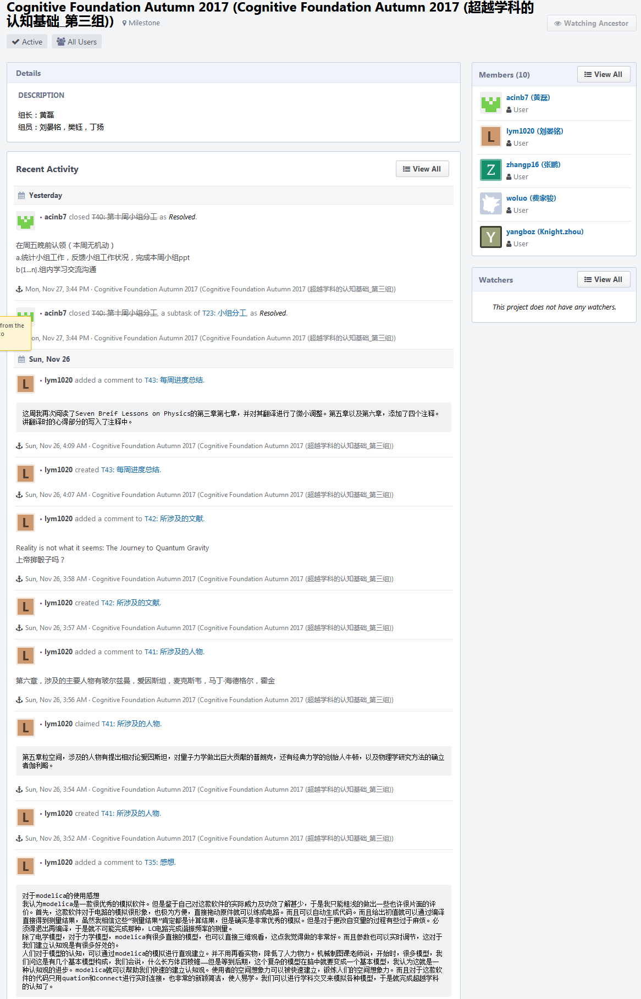 Cognitive Foundation Autumn 2017 (Cognitive Foundation Autumn 2017 (超越学科的
认知基础_第三组)) Milestone
Watching Ancestor
Active All Users
Details
DESCRIPTION
组长：黄磊
组员：刘晏铭，樊钰，丁扬
Recent Activity View All
Yesterday
• acinb7 closed T40: 第十周小组分工 as Resolved.
在周五晚前认领（本周无机动）
a.统计小组工作，反馈小组工作状况，完成本周小组ppt
b{1...n}.组内学习交流沟通
Mon, Nov 27, 3:44 PM · Cognitive Foundation Autumn 2017 (Cognitive Foundation Autumn 2017 (超越学科的认知基础_第三组))
• acinb7 closed T40: 第十周小组分工, a subtask of T23: 小组分工, as Resolved.
from the
to
on, Nov 27, 3:44 PM · Cognitive Foundation Autumn 2017 (Cognitive Foundation Autumn 2017 (超越学科的认知基础_第三组))
Sun, Nov 26
L • lym1020 added a comment to T43: 每周进度总结.
这周我再次阅读了Seven Breif Lessons on Physics的第三章第七章，并对其翻译进行了微小调整。第五章以及第六章，添加了四个注释。
讲翻译时的心得部分的写入了注释中。
Sun, Nov 26, 4:09 AM · Cognitive Foundation Autumn 2017 (Cognitive Foundation Autumn 2017 (超越学科的认知基础_第三组))
L • lym1020 created T43: 每周进度总结.
Sun, Nov 26, 4:07 AM · Cognitive Foundation Autumn 2017 (Cognitive Foundation Autumn 2017 (超越学科的认知基础_第三组))
L • lym1020 added a comment to T42: 所涉及的文献.
Reality is not what it seems: The Journey to Quantum Gravity
上帝掷骰子吗？
Sun, Nov 26, 3:58 AM · Cognitive Foundation Autumn 2017 (Cognitive Foundation Autumn 2017 (超越学科的认知基础_第三组))
L • lym1020 created T42: 所涉及的文献.
Sun, Nov 26, 3:57 AM · Cognitive Foundation Autumn 2017 (Cognitive Foundation Autumn 2017 (超越学科的认知基础_第三组))
L • lym1020 added a comment to T41: 所涉及的人物.
第六章，涉及的主要人物有玻尔兹曼，爱因斯坦，麦克斯韦，马丁·海德格尔，霍金
Sun, Nov 26, 3:56 AM · Cognitive Foundation Autumn 2017 (Cognitive Foundation Autumn 2017 (超越学科的认知基础_第三组))
L • lym1020 claimed T41: 所涉及的人物.
第五章粒空间，涉及的人物有提出相对论爱因斯坦，对量子力学做出巨大贡献的普朗克，还有经典力学的创始人牛顿，以及物理学研究方法的确立
者伽利略。
Sun, Nov 26, 3:54 AM · Cognitive Foundation Autumn 2017 (Cognitive Foundation Autumn 2017 (超越学科的认知基础_第三组))
L • lym1020 created T41: 所涉及的人物.
Sun, Nov 26, 3:52 AM · Cognitive Foundation Autumn 2017 (Cognitive Foundation Autumn 2017 (超越学科的认知基础_第三组))
L • lym1020 added a comment to T35: 感想.
对于modelica的使用感想
我认为modelica是一款很优秀的模拟软件。但是鉴于自己对这款软件的实际威力及功效了解甚少，于是我只能粗浅的做出一些也许很片面的评
价。首先，这款软件对于电路的模拟很形象，也极为方便，直接拖动原件就可以练成电路。而且可以自动生成代码。而且给出初值就可以通过编译
直接得到测量结果，虽然我相信这些“测量结果”肯定都是计算结果，但是确实是非常优秀的模拟。但是对于更改自变量的过程有些过于麻烦。必
须得退出再编译，于是就不可能完成那种，LC电路完成谐振频率的测量。
除了电学模型，对于力学模型，modelica有很多直接的模型，也可以直接三维观看，这点我觉得做的非常好。而且参数也可以实时调节，这对于
我们建立认知观是有很多好处的。
人们对于模型的认知，可以通过modelica的模拟进行直观建立。并不用再看实物，降低了人力物力。机械制图课老师说，开始时，很多模型，我
们问这是有几个基本模型构成，我们会说，什么长方体四棱锥……但是等到后期，这个复杂的模型在脑中就要变成一个基本模型，我认为这就是一
种认知观的进步。modelica就可以帮助我们快速的建立认知观。使用者的空间想象力可以被快速建立，锻炼人们的空间想象力。而且对于这款软
件的代码只用quation和connect进行实时连接，也非常的新颖简洁，使人易学。我们可以进行学科交叉来模拟各种模型，于是就完成超越学科
的认知了。
Members (10) View All
acinb7 (黄磊)
User
L lym1020 (刘晏铭)
User
Z zhangp16 (张鹏)
User
woluo (费家骏)
User
Y yangboz (Knight.zhou)
User
Watchers View All
This project does not have any watchers.